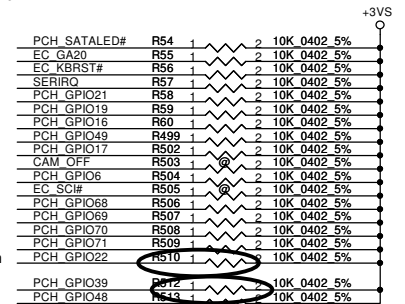 +3VS
PCH_SATALED# R54 1 2 10K_0402_5%
EC_GA20 R55 1 2 10K_0402_5%
EC_KBRST# R56 1 2 10K_0402_5%
SERIRQ R57 1 2 10K_0402_5%
PCH_GPIO21 R58 1 2 10K_0402_5%
PCH_GPIO19 R59 1 2 10K_0402_5%
PCH_GPIO16 R60 1 2 10K_0402_5%
PCH_GPIO49 R499 1 2 10K_0402_5%
PCH_GPIO17 R502 1 2 10K_0402_5%
CAM_OFF R503 1 @ 2 10K_0402_5%
PCH_GPIO6 R504 1 2 10K_0402_5%
EC_SCI# R505 1 @ 2 10K_0402_5%
PCH_GPIO68 R506 1 2 10K_0402_5%
PCH_GPIO69 R507 1 2 10K_0402_5%
PCH_GPIO70 R508 1 2 10K_0402_5%
PCH_GPIO71 R509 1 2 10K_0402_5%
PCH_GPIO22 R510 1 2 10K_0402_5%
PCH_GPIO39 R512 1 2 10K_0402_5%
PCH_GPIO48 R513 1 2 10K_0402_5%